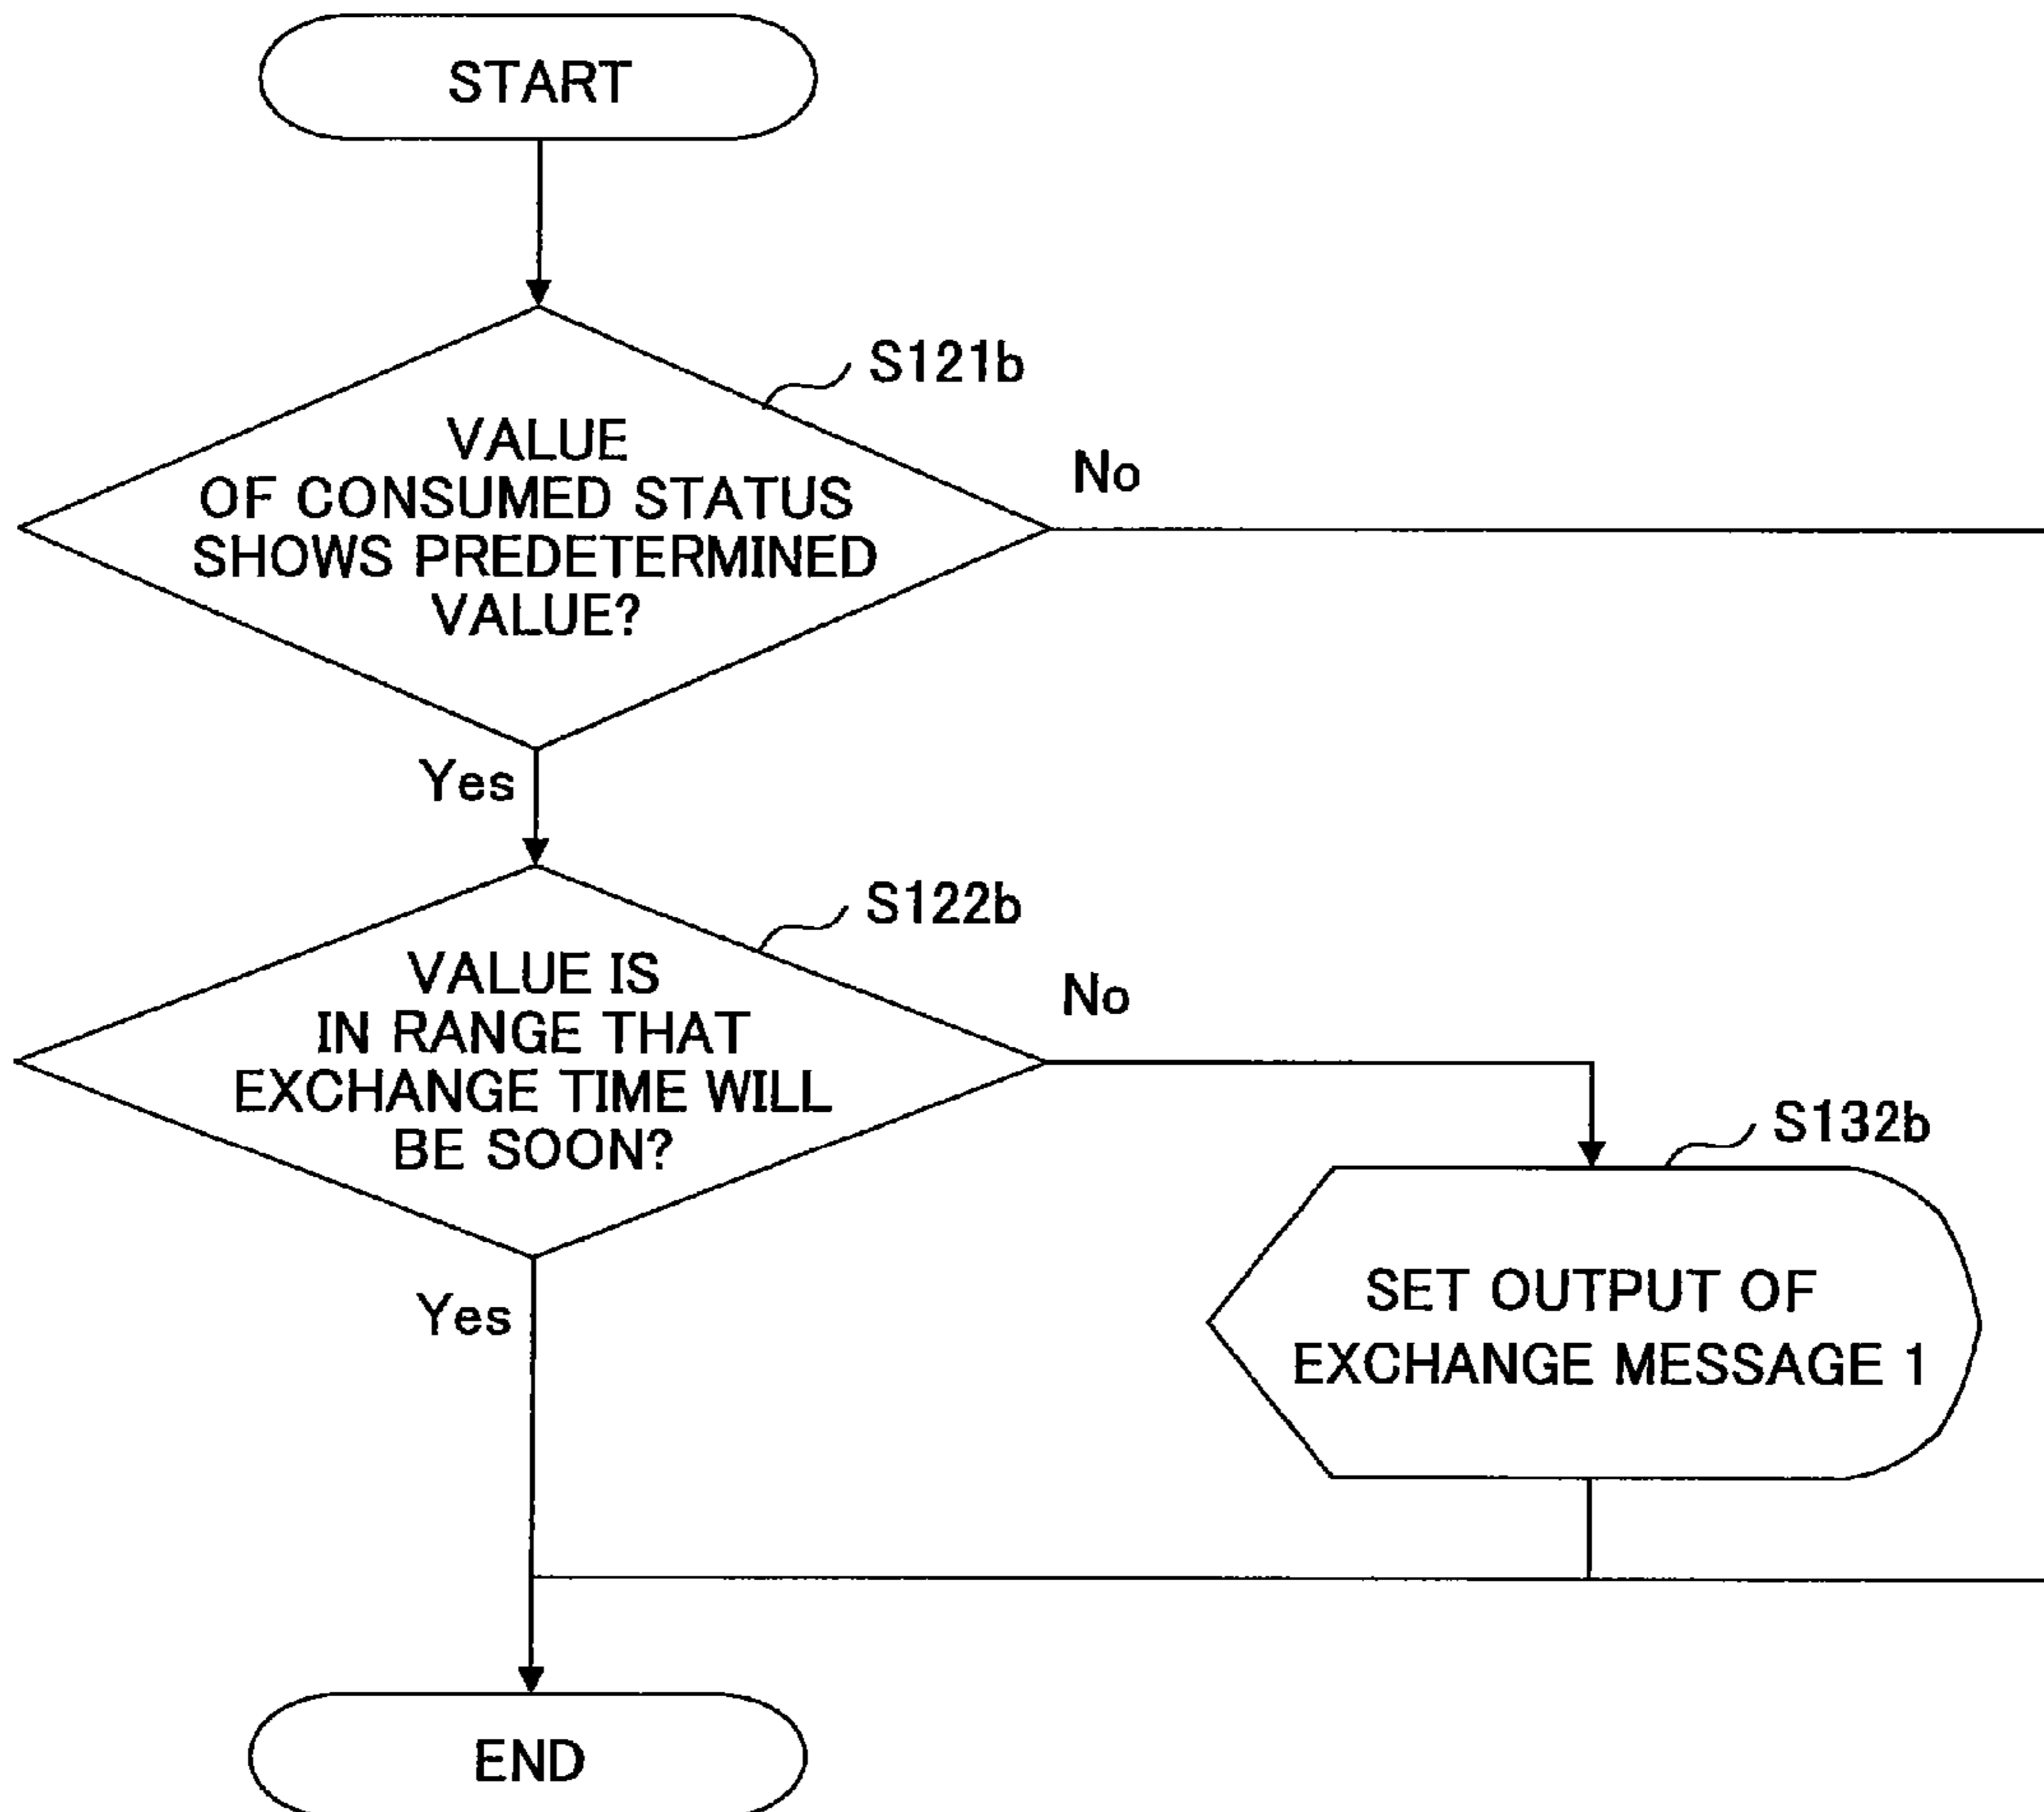 START
S121b
VALUE
OF CONSUMED STATUS
SHOWS PREDETERMINED
VALUE?
No
Yes
S122b
VALUE IS
IN RANGE THAT
EXCHANGE TIME WILL
BE SOON?
No
Yes
S132b
SET OUTPUT OF
EXCHANGE MESSAGE 1
END